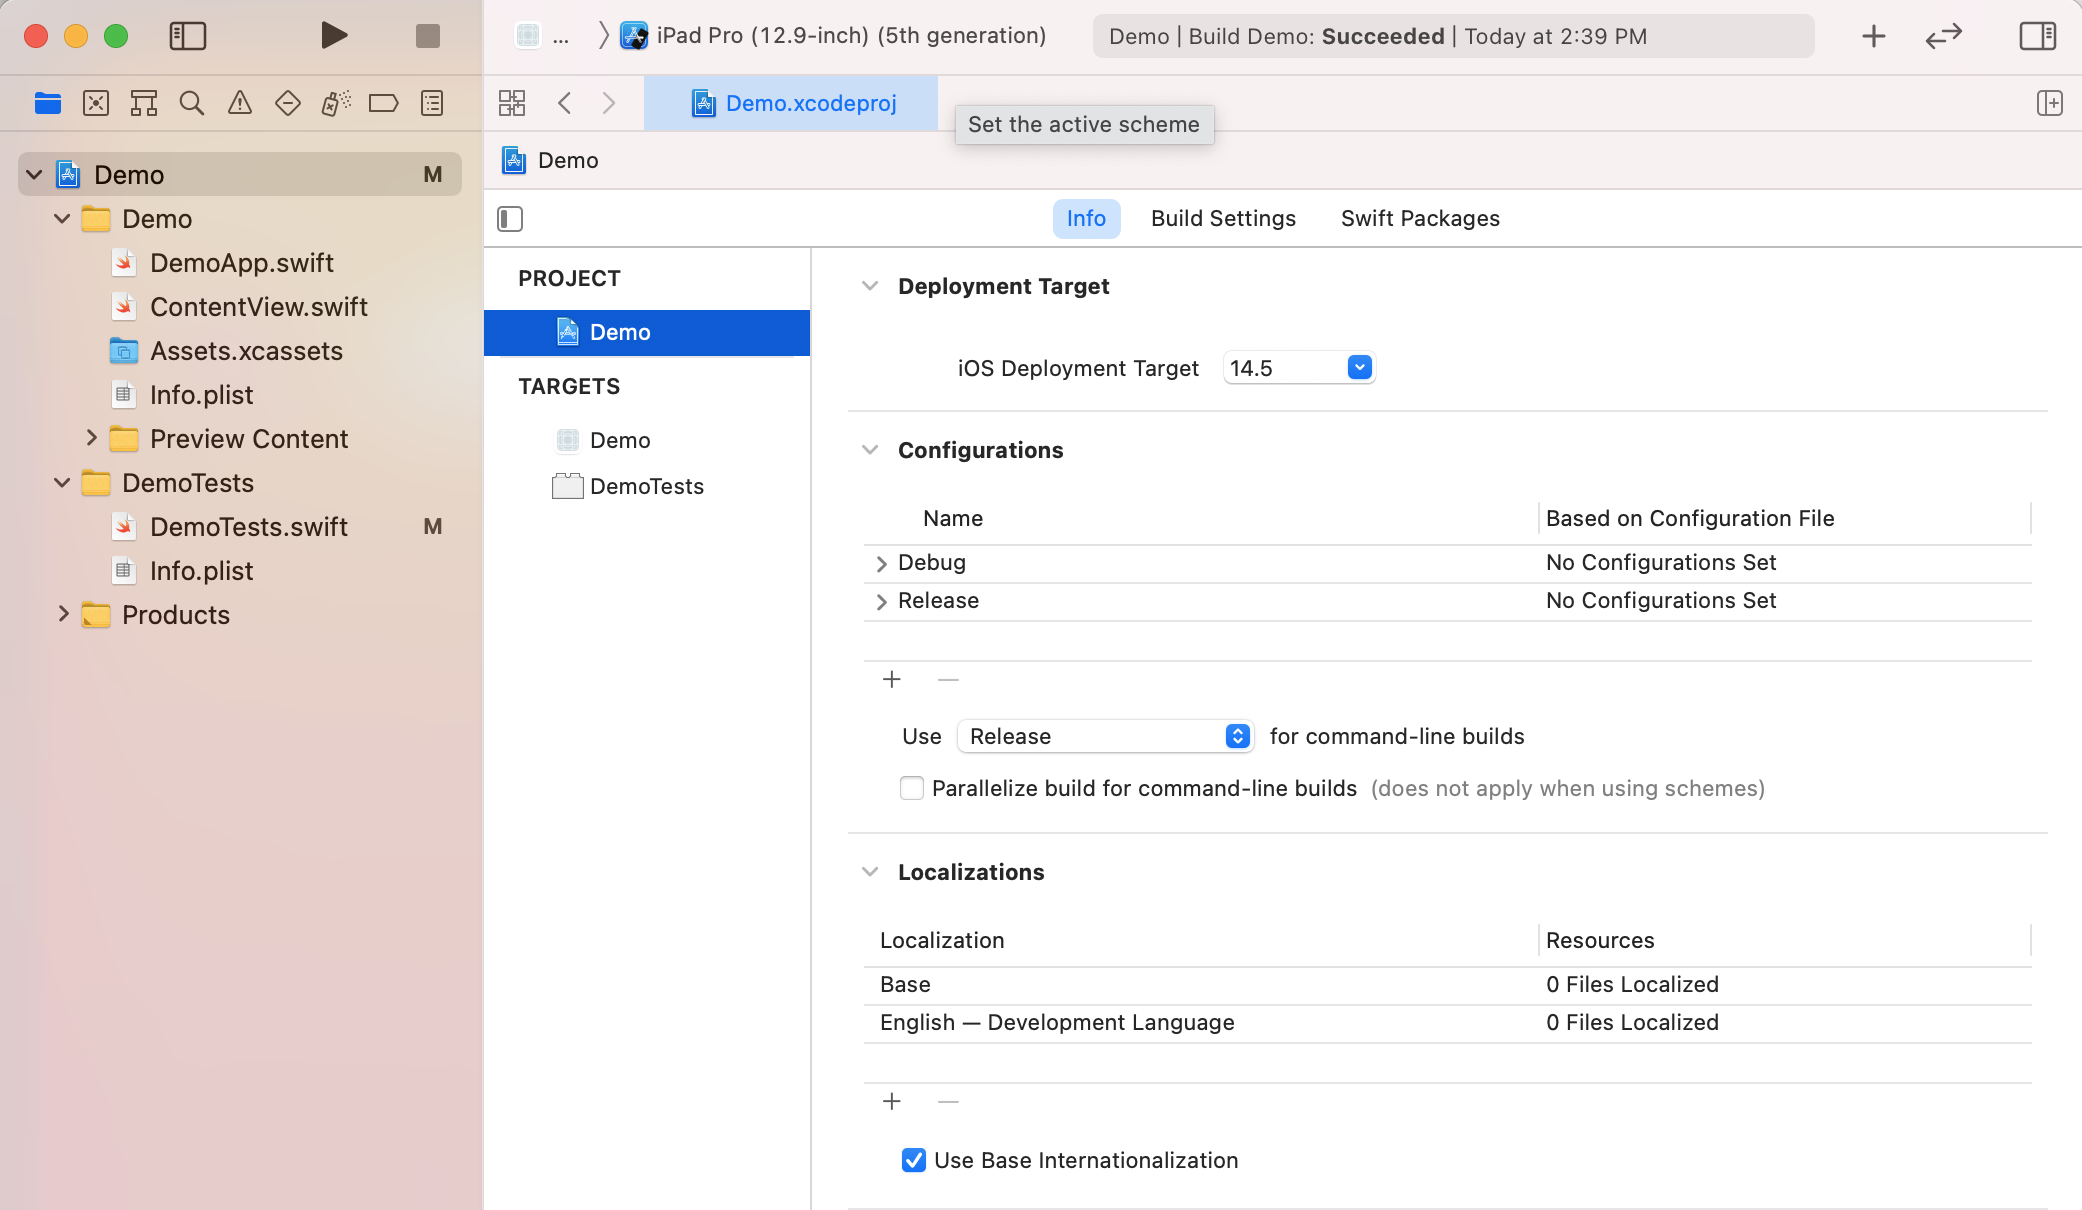 ... iPad Pro (12.9-inch) (5th generation)
Demo | Build Demo: Succeeded | Today at 2:39 PM
Demo.xcodeproj
Set the active scheme
Demo
Demo M
Demo
DemoApp.swift
ContentView.swift
Assets.xcassets
Info.plist
Preview Content
DemoTests
DemoTests.swift M
Info.plist
Products
Info Build Settings Swift Packages
PROJECT
Demo
TARGETS
Demo
DemoTests
Deployment Target
iOS Deployment Target 14.5
Configurations
Name Based on Configuration File
Debug No Configurations Set
Release No Configurations Set
Use Release for command-line builds
Parallelize build for command-line builds (does not apply when using schemes)
Localizations
Localization Resources
Base 0 Files Localized
English — Development Language 0 Files Localized
Use Base Internationalization